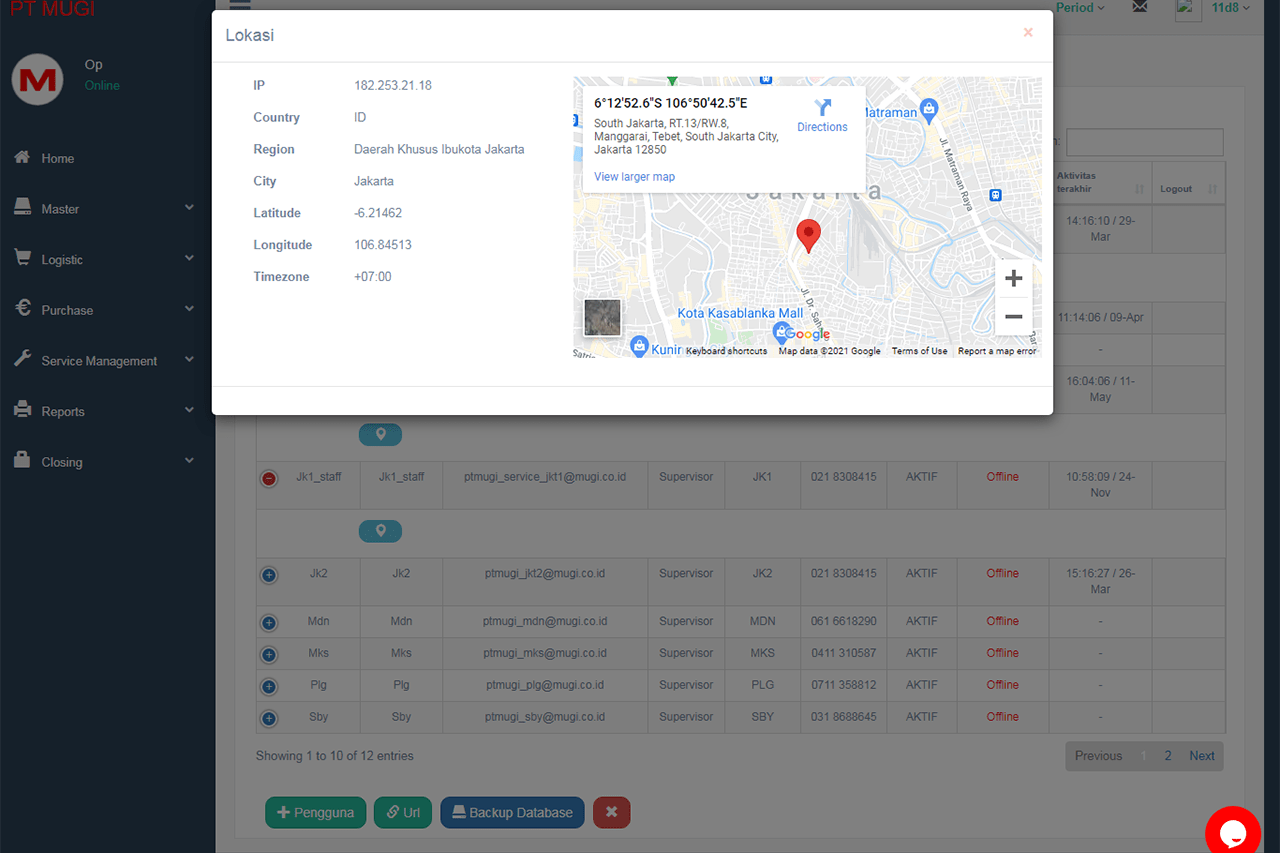 PT MUGI
Period
11d8
Op
Online
Home
Master
Logistic
Purchase
Service Management
Reports
Closing
Lokasi
×
IP 182.253.21.18
Country ID
Region Daerah Khusus Ibukota Jakarta
City Jakarta
Latitude -6.21462
Longitude 106.84513
Timezone +07:00
6°12'52.6"S 106°50'42.5"E
South Jakarta, RT.13/RW.8,
Manggarai, Tebet, South Jakarta City,
Jakarta 12850
View larger map
Directions
Matraman
Jl. Matraman Raya
Jakarta
Jl. Dr. Sah
Kota Kasablanka Mall
Google
Kunin
Satri
Keyboard shortcuts Map data ©2021 Google Terms of Use Report a map error
Aktivitas
terakhir
Logout
14:16:10 / 29-
Mar
11:14:06 / 09-Apr
-
16:04:06 / 11-
May
Jk1_staff Jk1_staff ptmugi_service_jkt1@mugi.co.id Supervisor JK1 021 8308415 AKTIF Offline 10:58:09 / 24-
Nov
Jk2 Jk2 ptmugi_jkt2@mugi.co.id Supervisor JK2 021 8308415 AKTIF Offline 15:16:27 / 26-
Mar
Mdn Mdn ptmugi_mdn@mugi.co.id Supervisor MDN 061 6618290 AKTIF Offline -
Mks Mks ptmugi_mks@mugi.co.id Supervisor MKS 0411 310587 AKTIF Offline -
Plg Plg ptmugi_plg@mugi.co.id Supervisor PLG 0711 358812 AKTIF Offline -
Sby Sby ptmugi_sby@mugi.co.id Supervisor SBY 031 8688645 AKTIF Offline -
Showing 1 to 10 of 12 entries
Previous 1 2 Next
Pengguna
Url
Backup Database